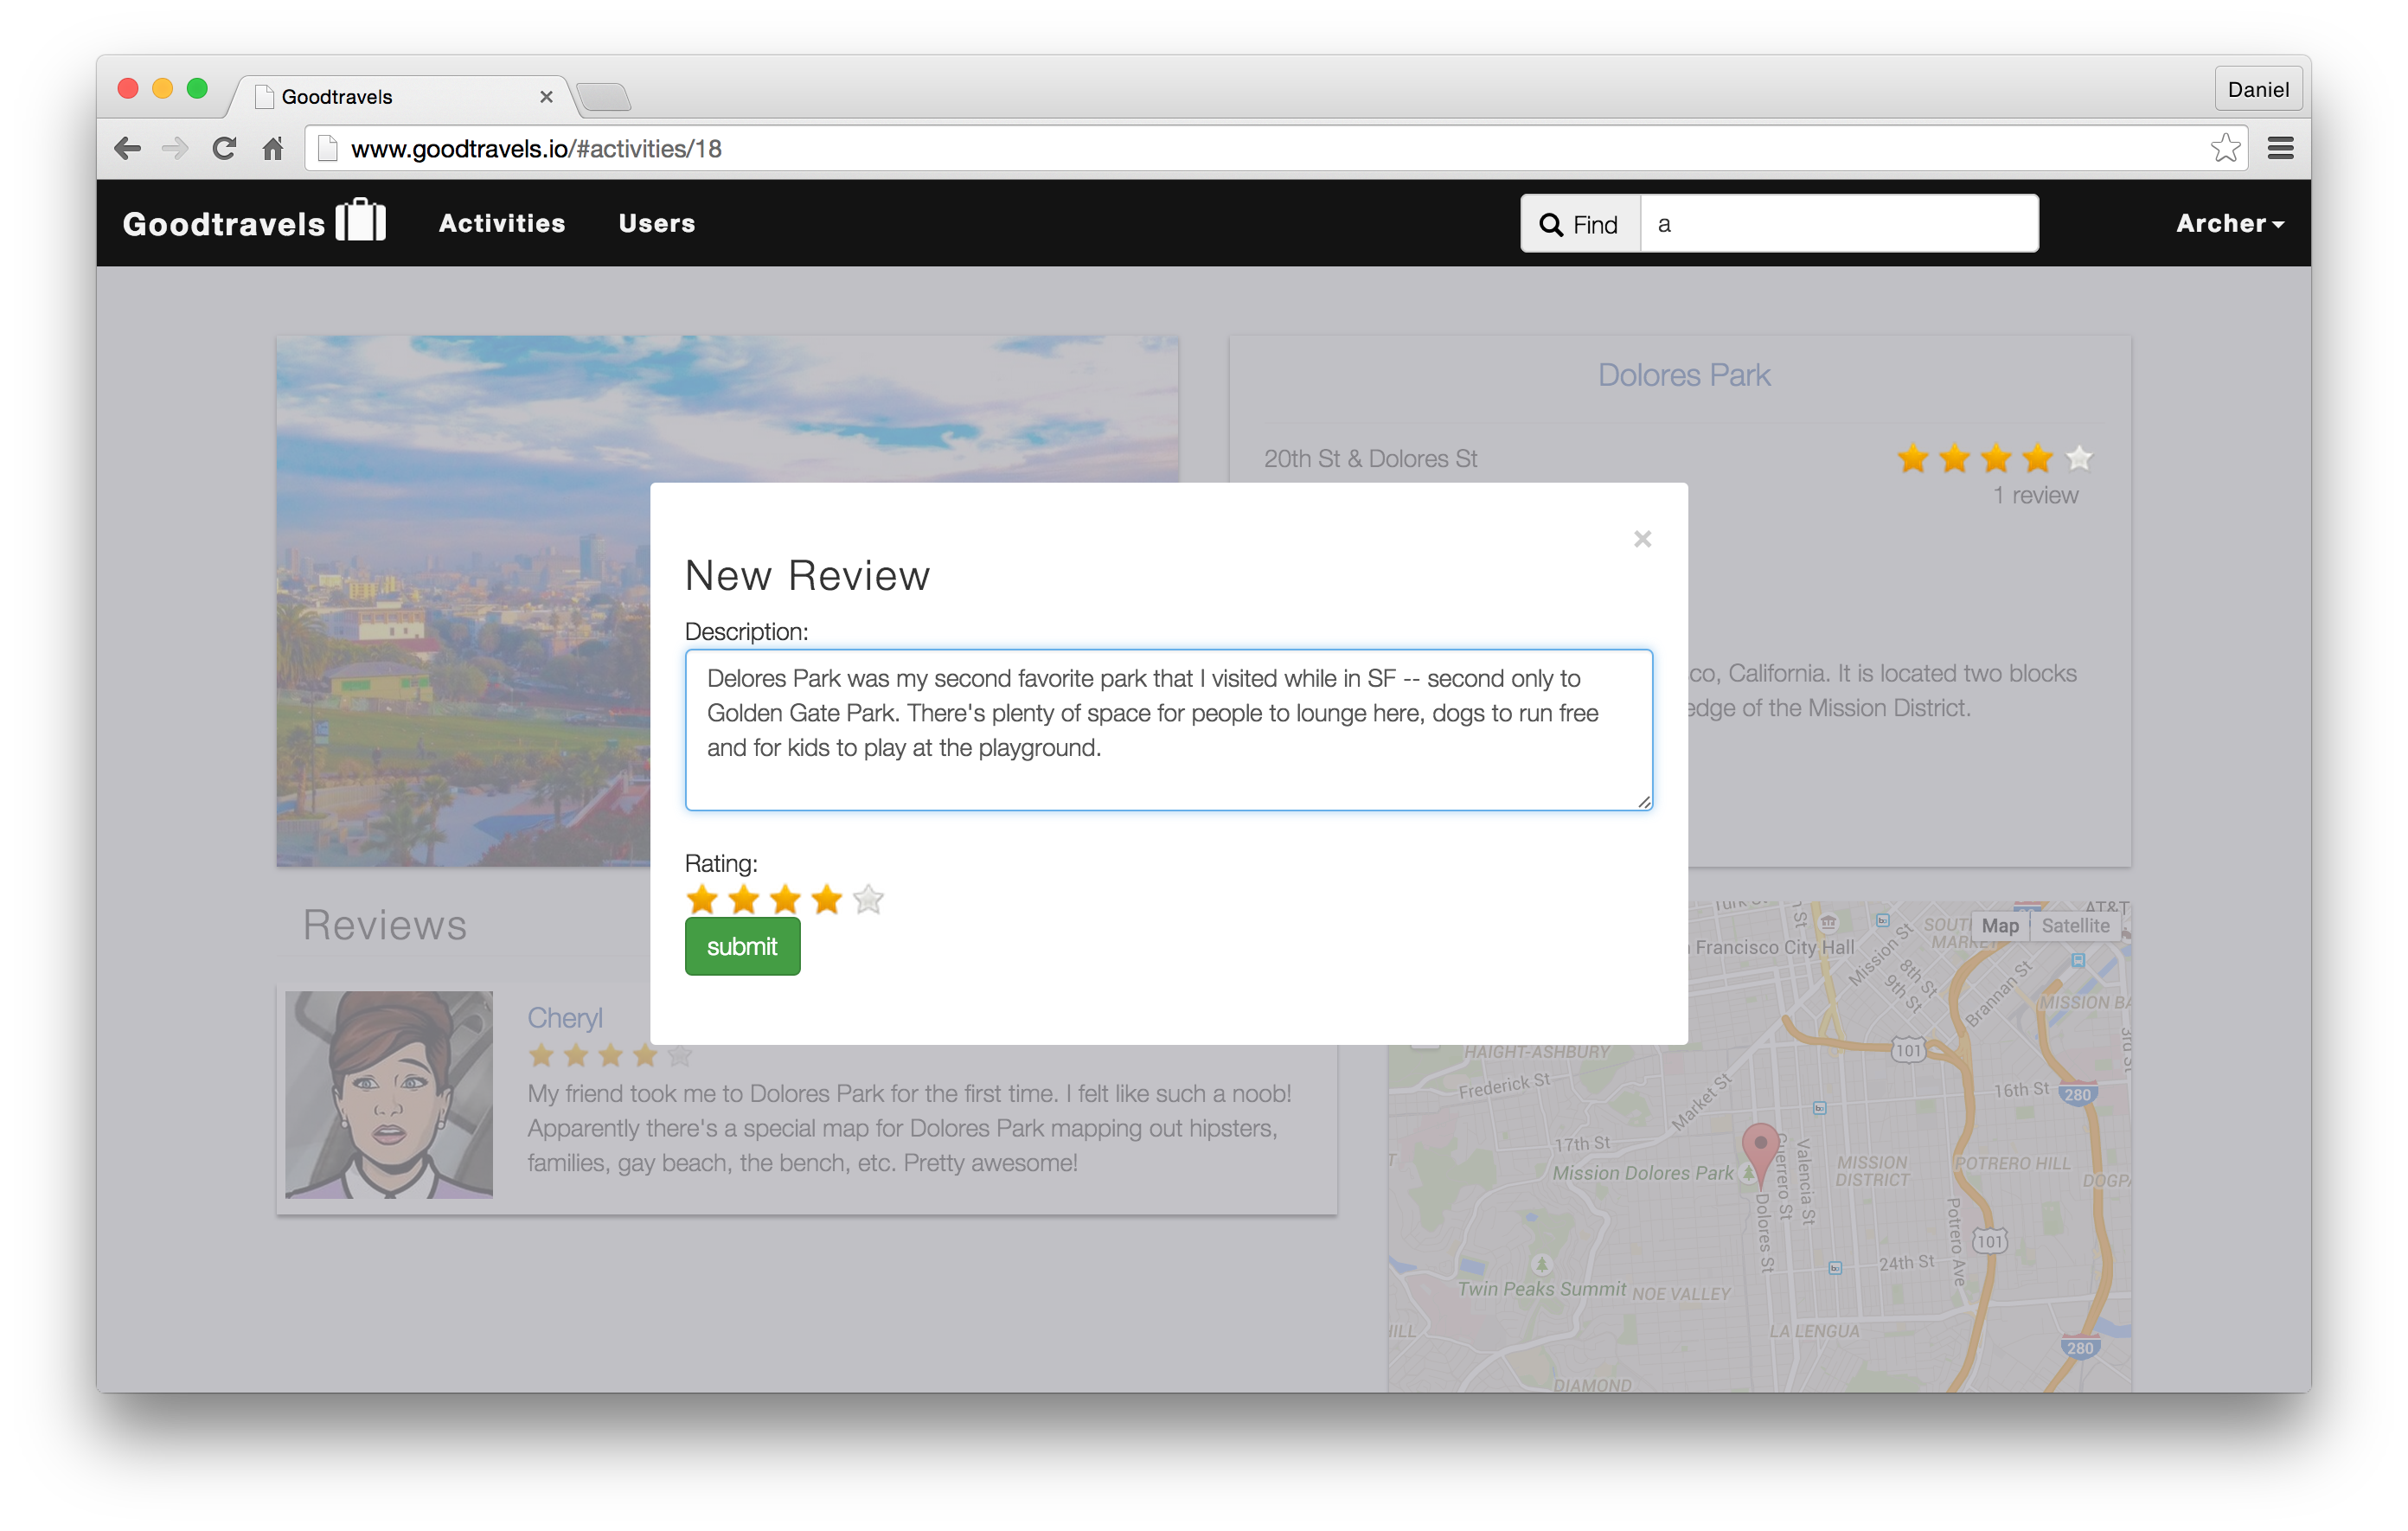 Goodtravels
Daniel
www.goodtravels.io/#activities/18
Goodtravels
Activities
Users
Find
a
Archer
Dolores Park
20th St & Dolores St
1 review
New Review
Description:
Delores Park was my second favorite park that I visited while in SF -- second only to
Golden Gate Park. There's plenty of space for people to lounge here, dogs to run free
and for kids to play at the playground.
co, California. It is located two blocks
edge of the Mission District.
Rating:
submit
Reviews
Cheryl
My friend took me to Dolores Park for the first time. I felt like such a noob!
Apparently there's a special map for Dolores Park mapping out hipsters,
families, gay beach, the bench, etc. Pretty awesome!
Turk
AT&T
Map
Satellite
Francisco City Hall
Mission St
8th St
9th St
Brannan St
MISSION BA
3rd St
HAIGHT-ASHBURY
101
Frederick St
Market St
16th St
280
17th St
Mission Dolores Park
Guerrero St
Valencia St
MISSION
DISTRICT
POTRERO HILL
DOGP
Dolores St
Potrero Ave
101
24th St
Twin Peaks Summit
NOE VALLEY
HILL
LA LENGUA
280
DIAMOND